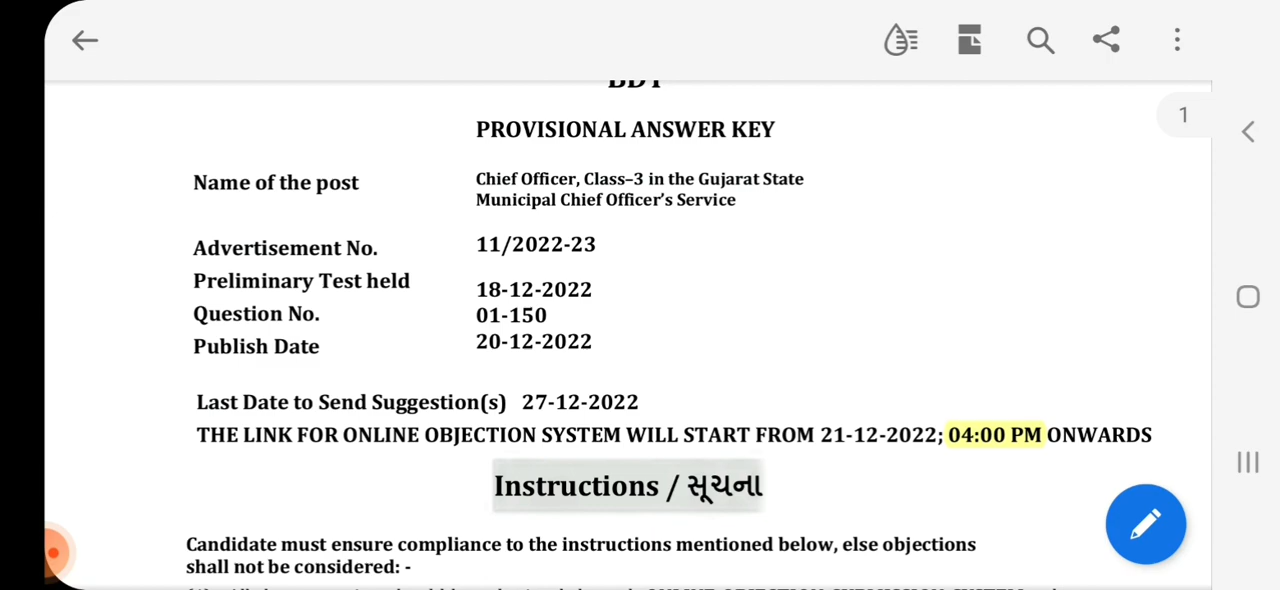 1
PROVISIONAL ANSWER KEY
Name of the post
Chief Officer, Class–3 in the Gujarat State
Municipal Chief Officer’s Service
Advertisement No.
11/2022-23
Preliminary Test held
18-12-2022
Question No.
01-150
Publish Date
20-12-2022
Last Date to Send Suggestion(s) 27-12-2022
THE LINK FOR ONLINE OBJECTION SYSTEM WILL START FROM 21-12-2022; 04:00 PM ONWARDS
Instructions / સૂચના
Candidate must ensure compliance to the instructions mentioned below, else objections
shall not be considered: -